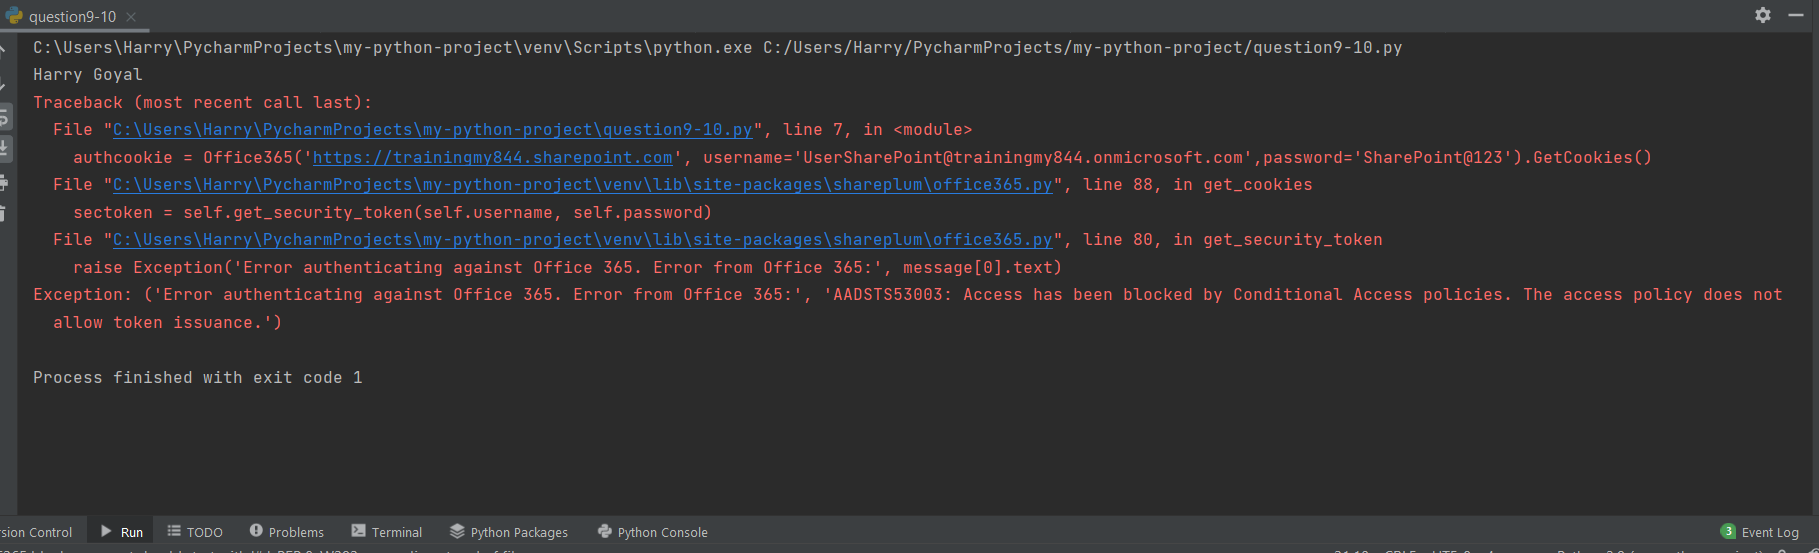 question9-10
C:\Users\Harry\PycharmProjects\my-python-project\venv\Scripts\python.exe C:/Users/Harry/PycharmProjects/my-python-project/question9-10.py
Harry Goyal
Traceback (most recent call last):
  File "C:\Users\Harry\PycharmProjects\my-python-project\question9-10.py", line 7, in <module>
    authcookie = Office365('https://trainingmy844.sharepoint.com', username='UserSharePoint@trainingmy844.onmicrosoft.com',password='SharePoint@123').GetCookies()
  File "C:\Users\Harry\PycharmProjects\my-python-project\venv\lib\site-packages\shareplum\office365.py", line 88, in get_cookies
    sectoken = self.get_security_token(self.username, self.password)
  File "C:\Users\Harry\PycharmProjects\my-python-project\venv\lib\site-packages\shareplum\office365.py", line 80, in get_security_token
    raise Exception('Error authenticating against Office 365. Error from Office 365:', message[0].text)
Exception: ('Error authenticating against Office 365. Error from Office 365:', 'AADSTS53003: Access has been blocked by Conditional Access policies. The access policy does not
  allow token issuance.')
Process finished with exit code 1
sion Control Run TODO Problems Terminal Python Packages Python Console 3 Event Log